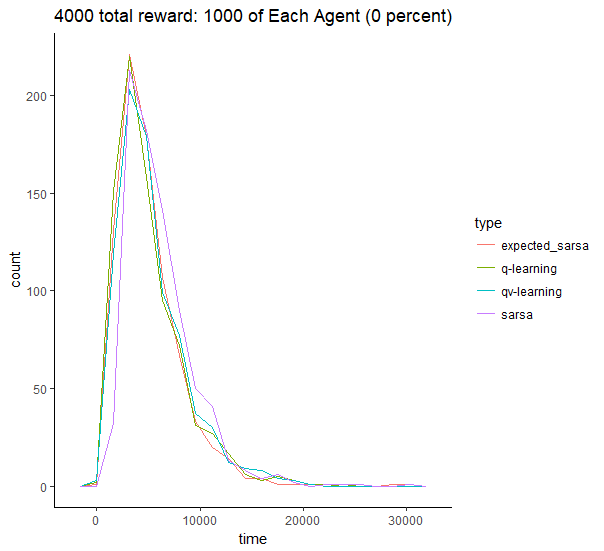 4000 total reward: 1000 of Each Agent (0 percent)
200
150
100
50
0
count
0 10000 20000 30000
time
type
expected_sarsa
q-learning
qv-learning
sarsa